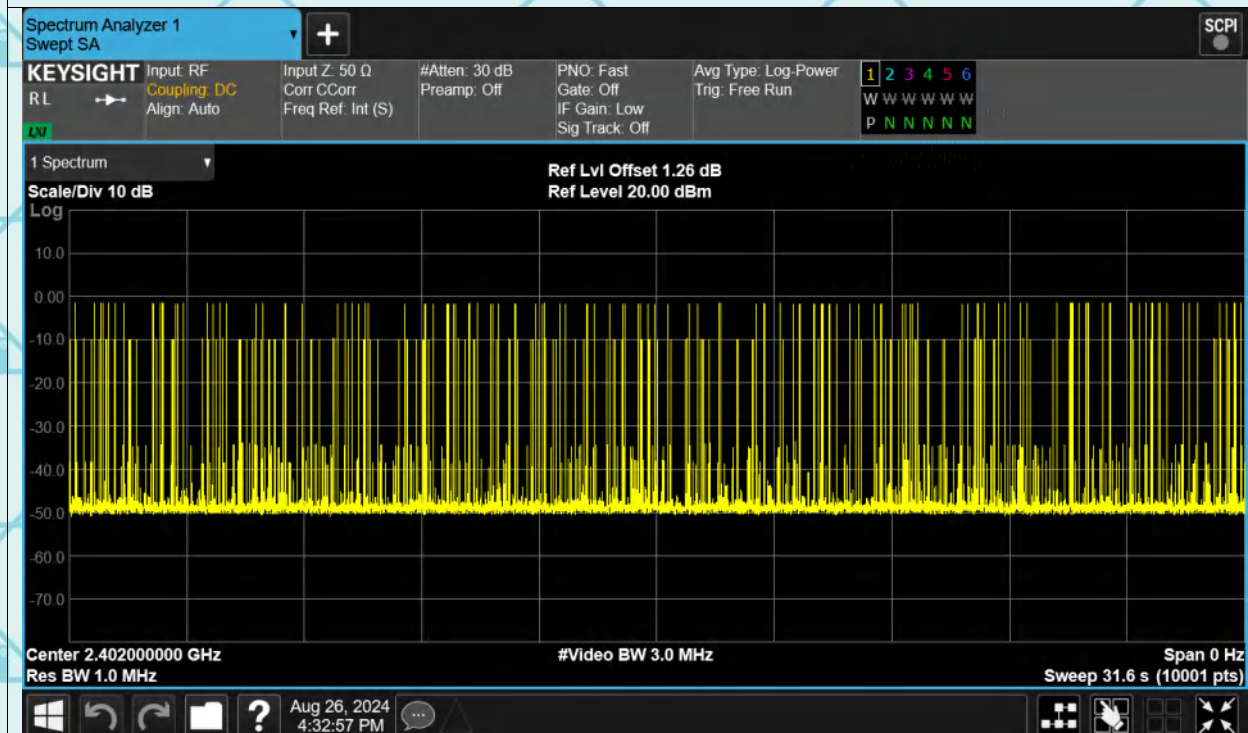 Spectrum Analyzer 1
Swept SA
+
SCPI
KEYSIGHT
RL
LXI
Input: RF
Coupling: DC
Align: Auto
Input Z: 50 Ω
Corr CCorr
Freq Ref: Int (S)
#Atten: 30 dB
Preamp: Off
PNO: Fast
Gate: Off
IF Gain: Low
Sig Track: Off
Avg Type: Log-Power
Trig: Free Run
1 2 3 4 5 6
W W W W W W
P N N N N N
1 Spectrum
Scale/Div 10 dB
Ref Lvl Offset 1.26 dB
Ref Level 20.00 dBm
Log
10.0
0.00
-10.0
-20.0
-30.0
-40.0
-50.0
-60.0
-70.0
Center 2.402000000 GHz
#Video BW 3.0 MHz
Span 0 Hz
Res BW 1.0 MHz
Sweep 31.6 s (10001 pts)
?
Aug 26, 2024
4:32:57 PM